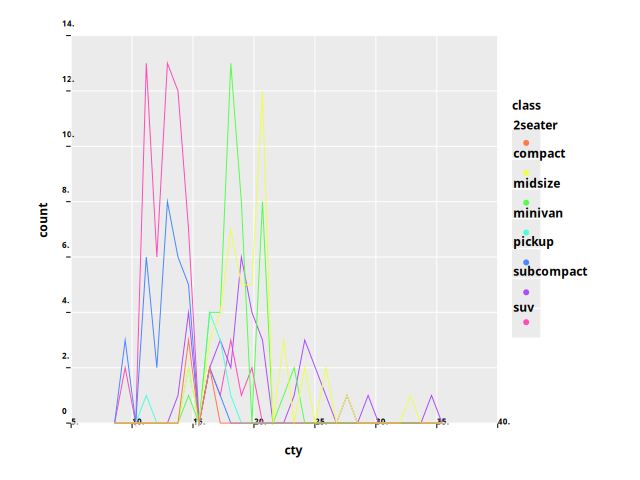 14.
12.
10.
8.
6.
4.
2.
0
5.
10.
15.
20.
25.
30.
35.
40.
count
cty
class
2seater
compact
midsize
minivan
pickup
subcompact
suv